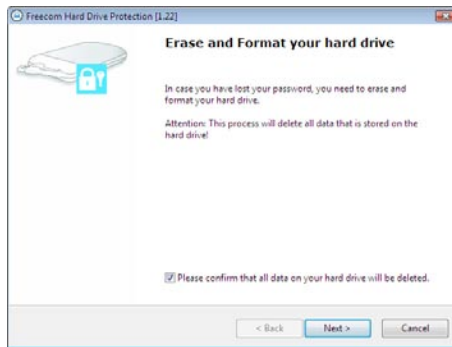 Freecom Hard Drive Protection [1.22]
Erase and Format your hard drive
In case you have lost your password, you need to erase and
format your hard drive.
Attention: This process will delete all data that is stored on the
hard drive!
Please confirm that all data on your hard drive will be deleted.
< Back
Next >
Cancel